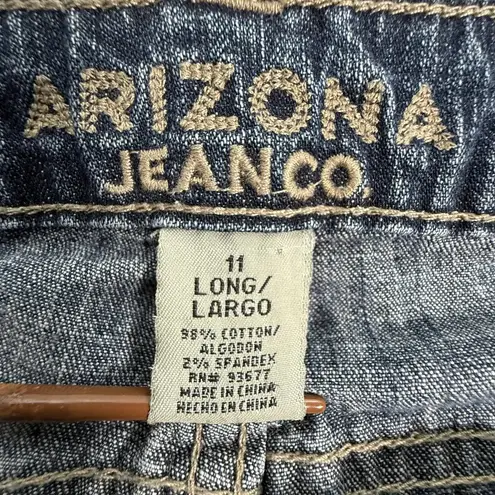 ARIZONA
JEAN CO.
11
LONG/
LARGO
98% COTTON/
ALGODON
2% SPANDEX
RN# 93677
MADE IN CHINA
HECHO EN CHINA